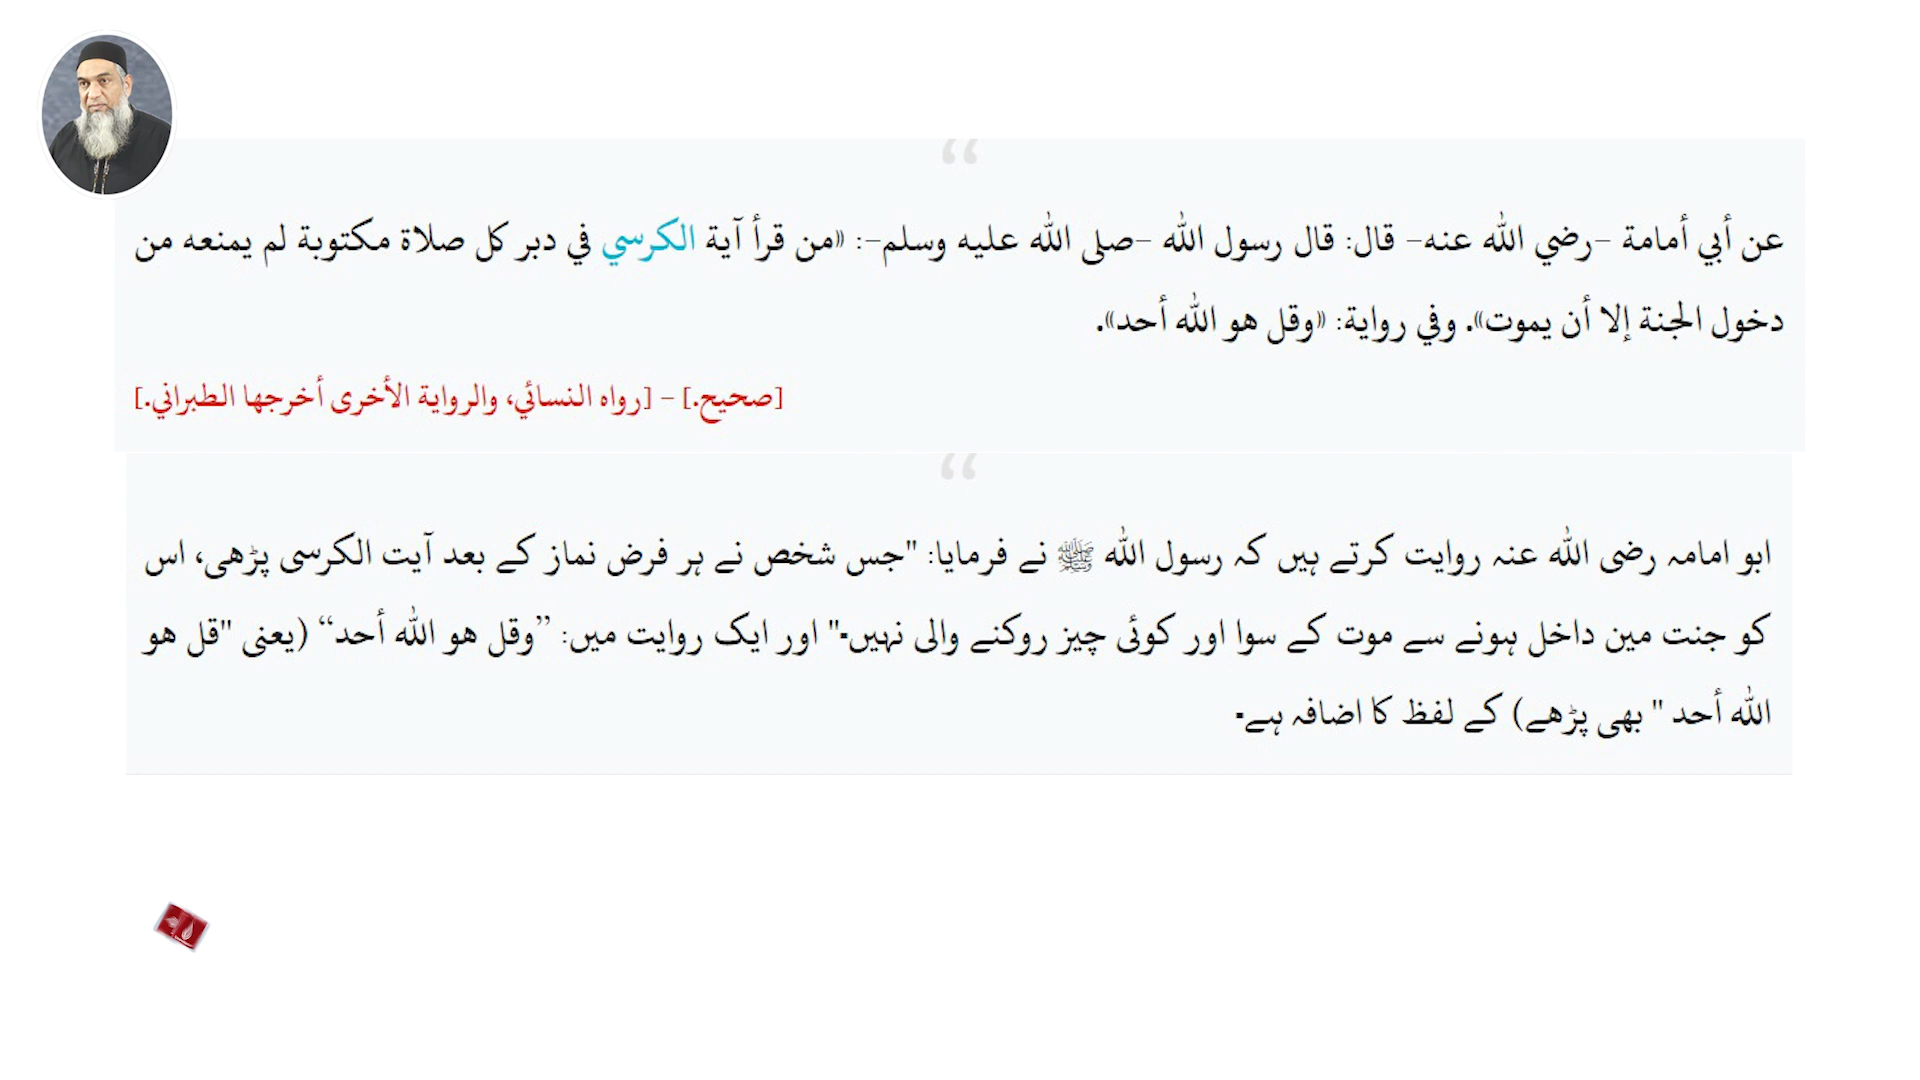 “
عن أبي أمامة -رضي الله عنه- قال: قال رسول الله -صلى الله عليه وسلم-: «من قرأ آية الكرسي في دبر كل صلاة مكتوبة لم يمنعه من
دخول الجنة إلا أن يموت». وفي رواية: «وقل هو الله أحد».
[صحيح.] - [رواه النسائي، والرواية الأخرى أخرجها الطبراني.]
“
ابو امامہ رضی اللہ عنہ روایت کرتے ہیں کہ رسول اللہ ﷺ نے فرمایا: "جس شخص نے ہر فرض نماز کے بعد آیت الکرسی پڑھی، اس
کو جنت مین داخل ہونے سے موت کے سوا اور کوئی چیز روکنے والی نہیں۔" اور ایک روایت میں: ”وقل هو الله أحد“ (یعنی "قل هو
الله أحد " بھی پڑھے) کے لفظ کا اضافہ ہے۔